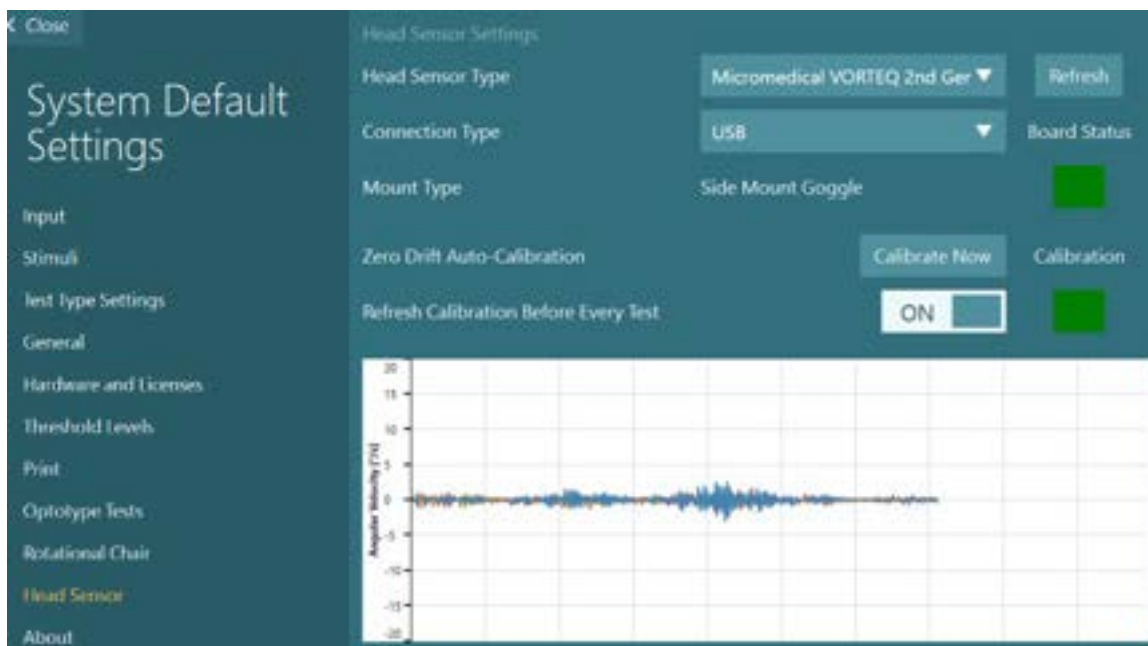 Close
System Default
Settings
Input
Stimuli
Test Type Settings
General
Hardware and Licenses
Threshold Levels
Print
Optotype Tests
Rotational Chair
Head Sensor
About
Head Sensor Settings
Head Sensor Type
Micromedical VORTEQ 2nd Ger
Refresh
Connection Type
USB
Board Status
Mount Type
Side Mount Goggle
Zero Drift Auto-Calibration
Calibrate Now
Calibration
Refresh Calibration Before Every Test
ON
Angular Velocity [°/s]
20
15
10
5
0
-5
-10
-15
-20